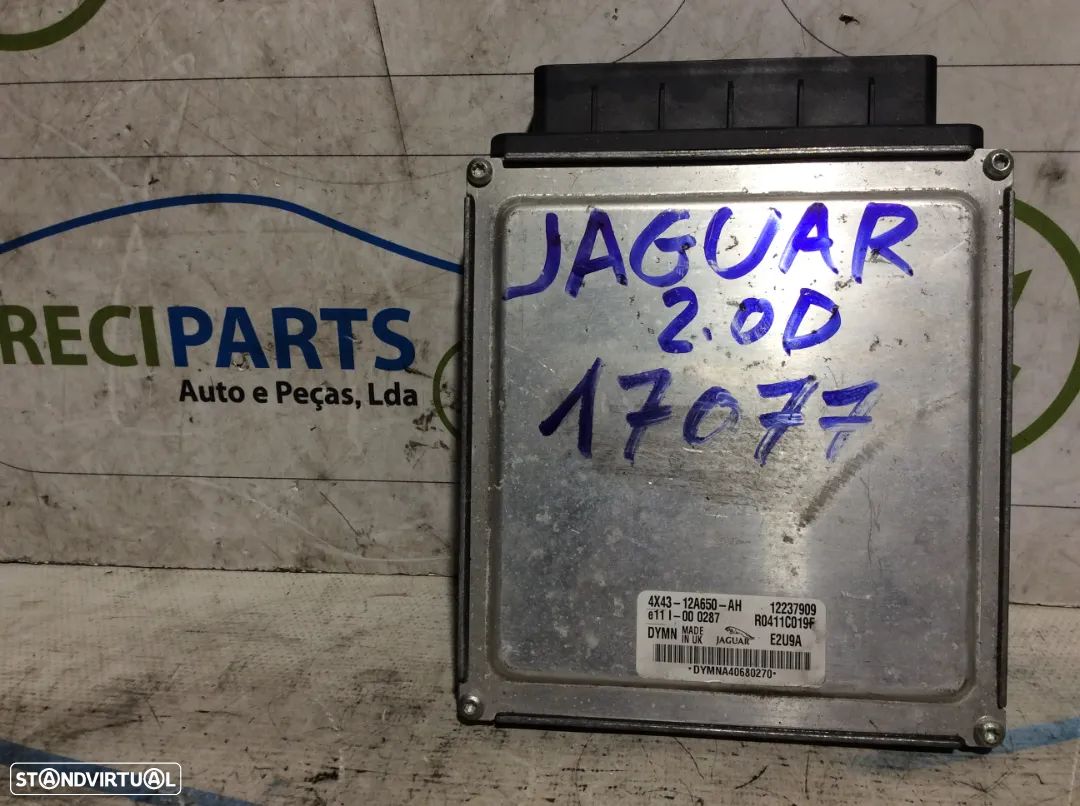 RECIPARTS
Auto e Peças, Lda
JAGUAR
2.0D
17077
4X43-12A650-AH 12237909
e11 I-00 0287 R0411C019F
DYMN MADE IN UK JAGUAR E2U9A
*DYMNA40680270*
STANDVIRTUAL